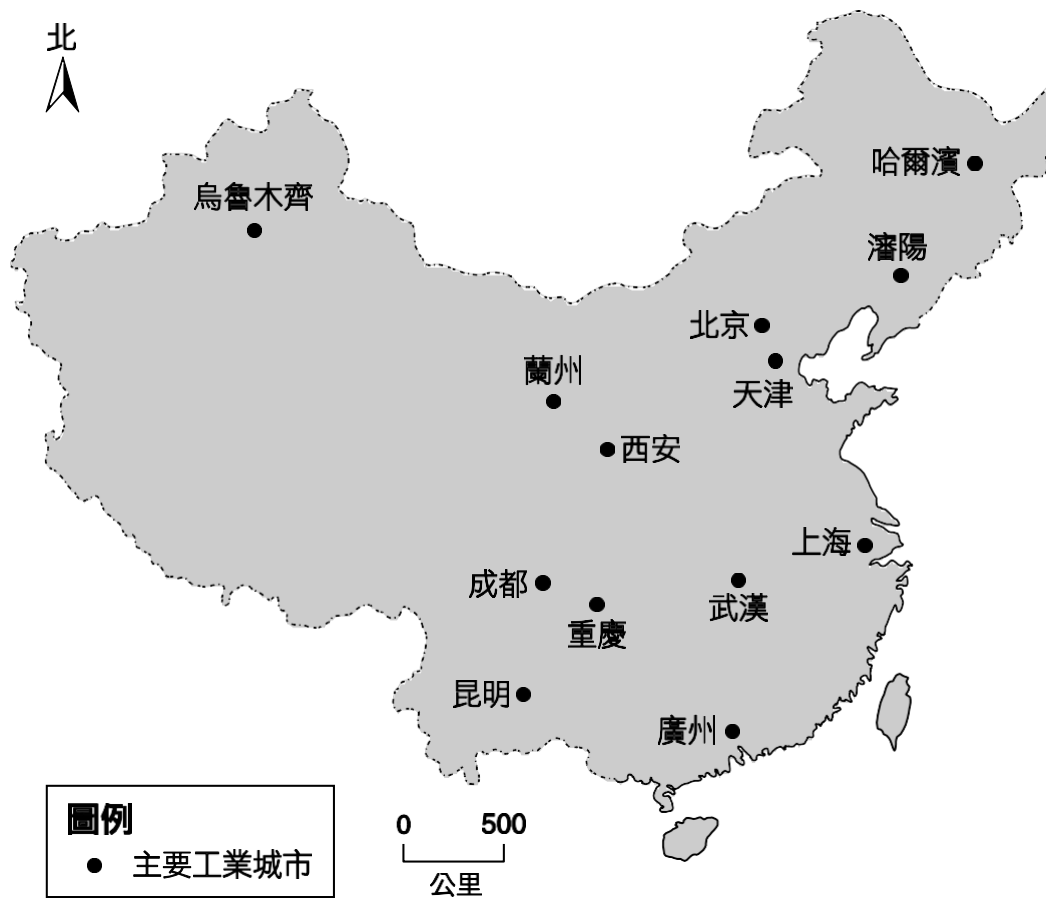 北
哈爾濱
烏魯木齊
瀋陽
北京
蘭州
天津
西安
上海
成都
武漢
重慶
昆明
廣州
圖例
主要工業城市
0 500
公里